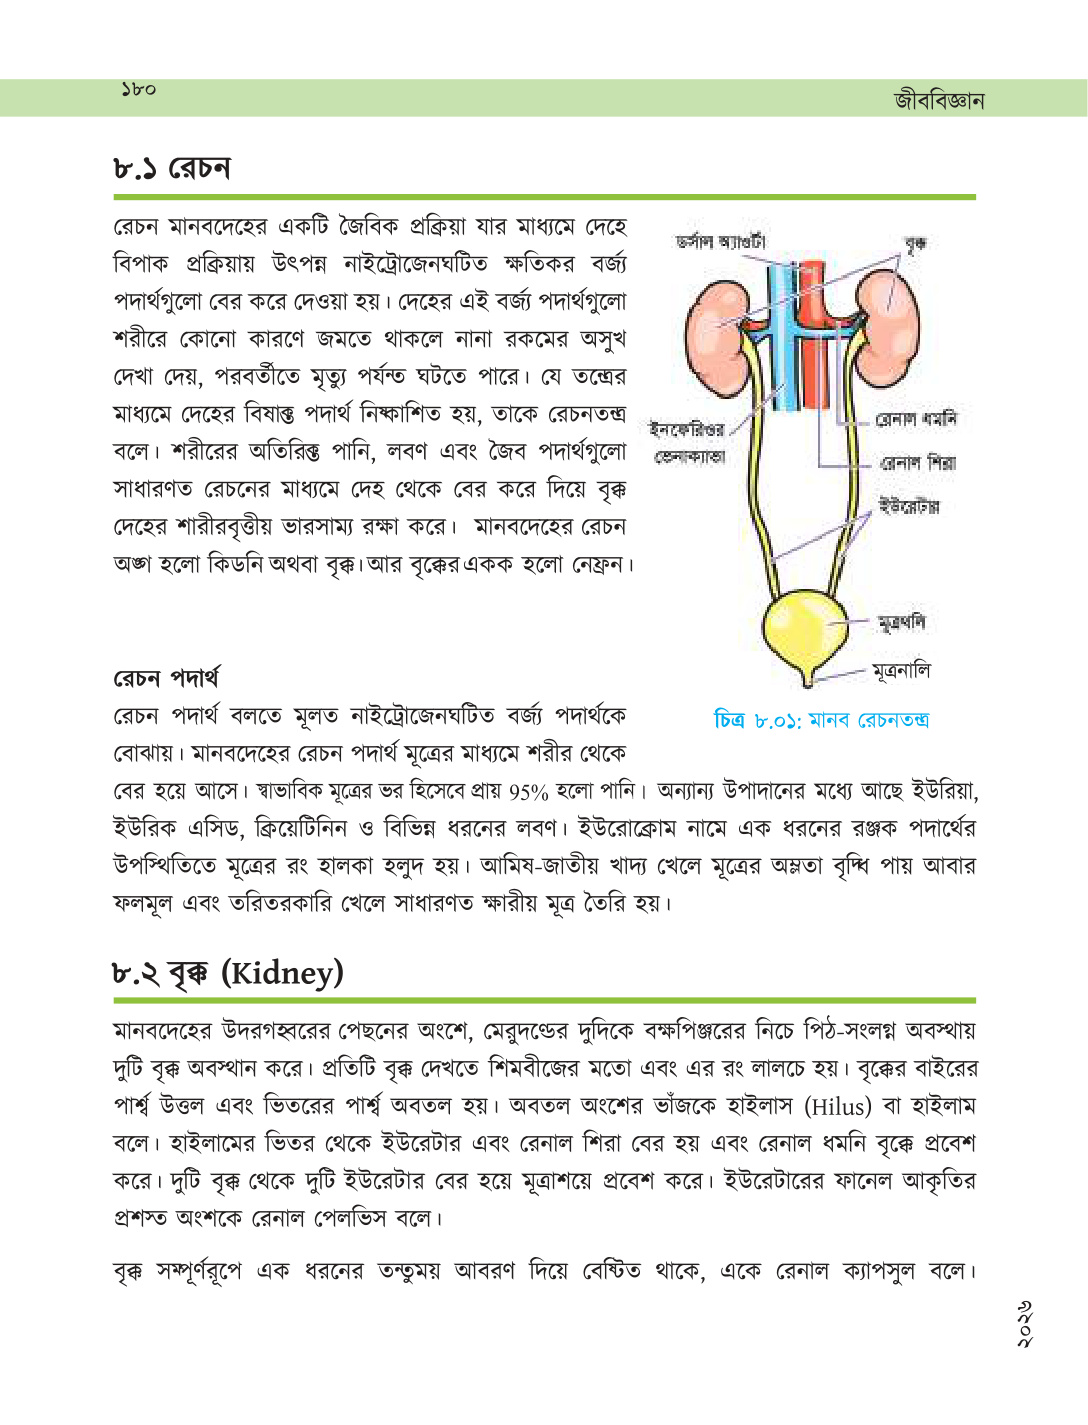 ১৮০
জীববিজ্ঞান
৮.১ রেচন
রেচন মানবদেহের একটি জৈবিক প্রক্রিয়া যার মাধ্যমে দেহে
বিপাক প্রক্রিয়ায় উৎপন্ন নাইট্রোজেনঘটিত ক্ষতিকর বর্জ্য
পদার্থগুলো বের করে দেওয়া হয়। দেহের এই বর্জ্য পদার্থগুলো
শরীরে কোনো কারণে জমতে থাকলে নানা রকমের অসুখ
দেখা দেয়, পরবর্তীতে মৃত্যু পর্যন্ত ঘটতে পারে। যে তন্ত্রের
মাধ্যমে দেহের বিষাক্ত পদার্থ নিষ্কাশিত হয়, তাকে রেচনতন্ত্র
বলে। শরীরের অতিরিক্ত পানি, লবণ এবং জৈব পদার্থগুলো
সাধারণত রেচনের মাধ্যমে দেহ থেকে বের করে দিয়ে বৃক্ক
দেহের শারীরবৃত্তীয় ভারসাম্য রক্ষা করে। মানবদেহের রেচন
অঙ্গ হলো কিডনি অথবা বৃক্ক। আর বৃক্কের একক হলো নেফ্রন।
ডর্সাল অ্যাওর্টা
বৃক্ক
ইনফেরিওর
ভেনাক্যাভা
রেনাল ধমনি
রেনাল শিরা
ইউরেটার
মূত্রথলি
মূত্রনালি
চিত্র ৮.০১: মানব রেচনতন্ত্র
রেচন পদার্থ
রেচন পদার্থ বলতে মূলত নাইট্রোজেনঘটিত বর্জ্য পদার্থকে
বোঝায়। মানবদেহের রেচন পদার্থ মূত্রের মাধ্যমে শরীর থেকে
বের হয়ে আসে। স্বাভাবিক মূত্রের ভর হিসেবে প্রায় 95% হলো পানি। অন্যান্য উপাদানের মধ্যে আছে ইউরিয়া,
ইউরিক এসিড, ক্রিয়েটিনিন ও বিভিন্ন ধরনের লবণ। ইউরোক্রোম নামে এক ধরনের রঞ্জক পদার্থের
উপস্থিতিতে মূত্রের রং হালকা হলুদ হয়। আমিষ-জাতীয় খাদ্য খেলে মূত্রের অম্লতা বৃদ্ধি পায় আবার
ফলমূল এবং তরিতরকারি খেলে সাধারণত ক্ষারীয় মূত্র তৈরি হয়।
৮.২ বৃক্ক (Kidney)
মানবদেহের উদরগহ্বরের পেছনের অংশে, মেরুদণ্ডের দুদিকে বক্ষপিঞ্জরের নিচে পিঠ-সংলগ্ন অবস্থায়
দুটি বৃক্ক অবস্থান করে। প্রতিটি বৃক্ক দেখতে শিমবীজের মতো এবং এর রং লালচে হয়। বৃক্কের বাইরের
পার্শ্ব উত্তল এবং ভিতরের পার্শ্ব অবতল হয়। অবতল অংশের ভাঁজকে হাইলাস (Hilus) বা হাইলাম
বলে। হাইলামের ভিতর থেকে ইউরেটার এবং রেনাল শিরা বের হয় এবং রেনাল ধমনি বৃক্কে প্রবেশ
করে। দুটি বৃক্ক থেকে দুটি ইউরেটার বের হয়ে মূত্রাশয়ে প্রবেশ করে। ইউরেটারের ফানেল আকৃতির
প্রশস্ত অংশকে রেনাল পেলভিস বলে।
বৃক্ক সম্পূর্ণরূপে এক ধরনের তন্তুময় আবরণ দিয়ে বেষ্টিত থাকে, একে রেনাল ক্যাপসুল বলে।
২০২৬